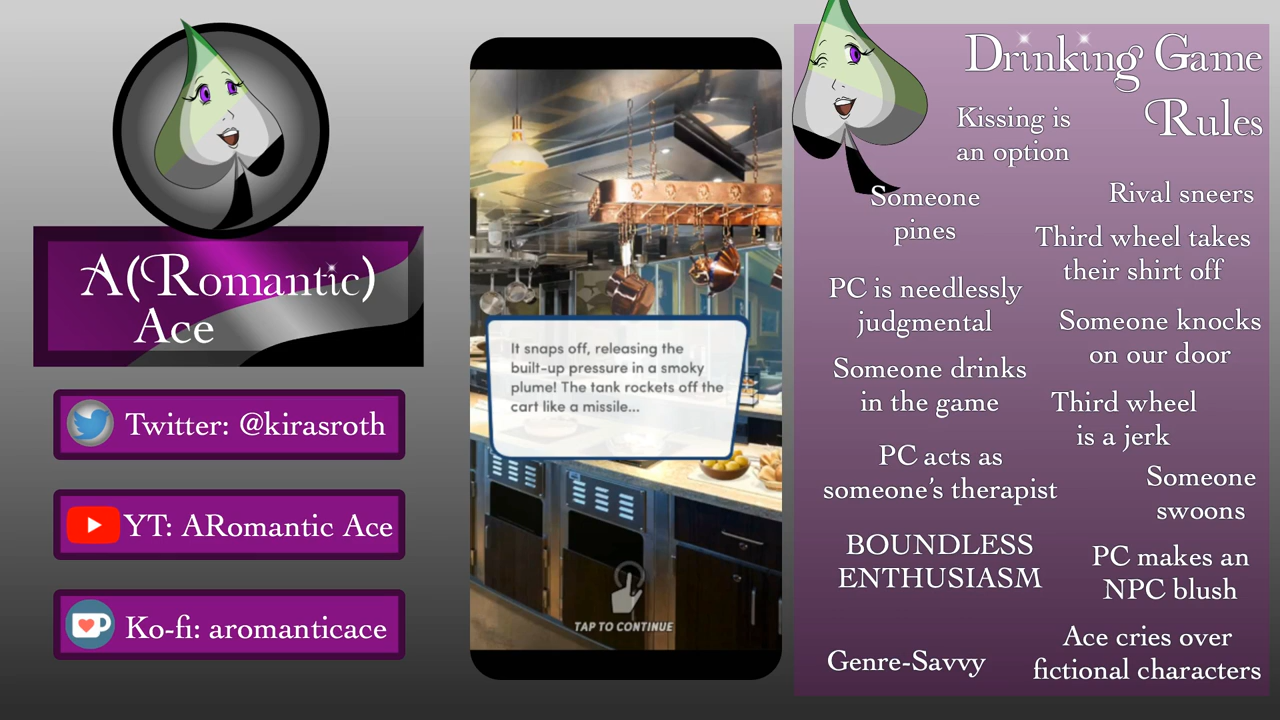 A(Romantic)
Ace
Twitter: @kirasroth
YT: ARomantic Ace
Ko-fi: aromanticace
It snaps off, releasing the
built-up pressure in a smoky
plume! The tank rockets off the
cart like a missile...
TAP TO CONTINUE
Drinking Game
Rules
Kissing is
an option
Someone
pines
Rival sneers
Third wheel takes
their shirt off
PC is needlessly
judgmental
Someone knocks
on our door
Someone drinks
in the game
Third wheel
is a jerk
PC acts as
someone's therapist
Someone
swoons
BOUNDLESS
ENTHUSIASM
PC makes an
NPC blush
Genre-Savvy
Ace cries over
fictional characters